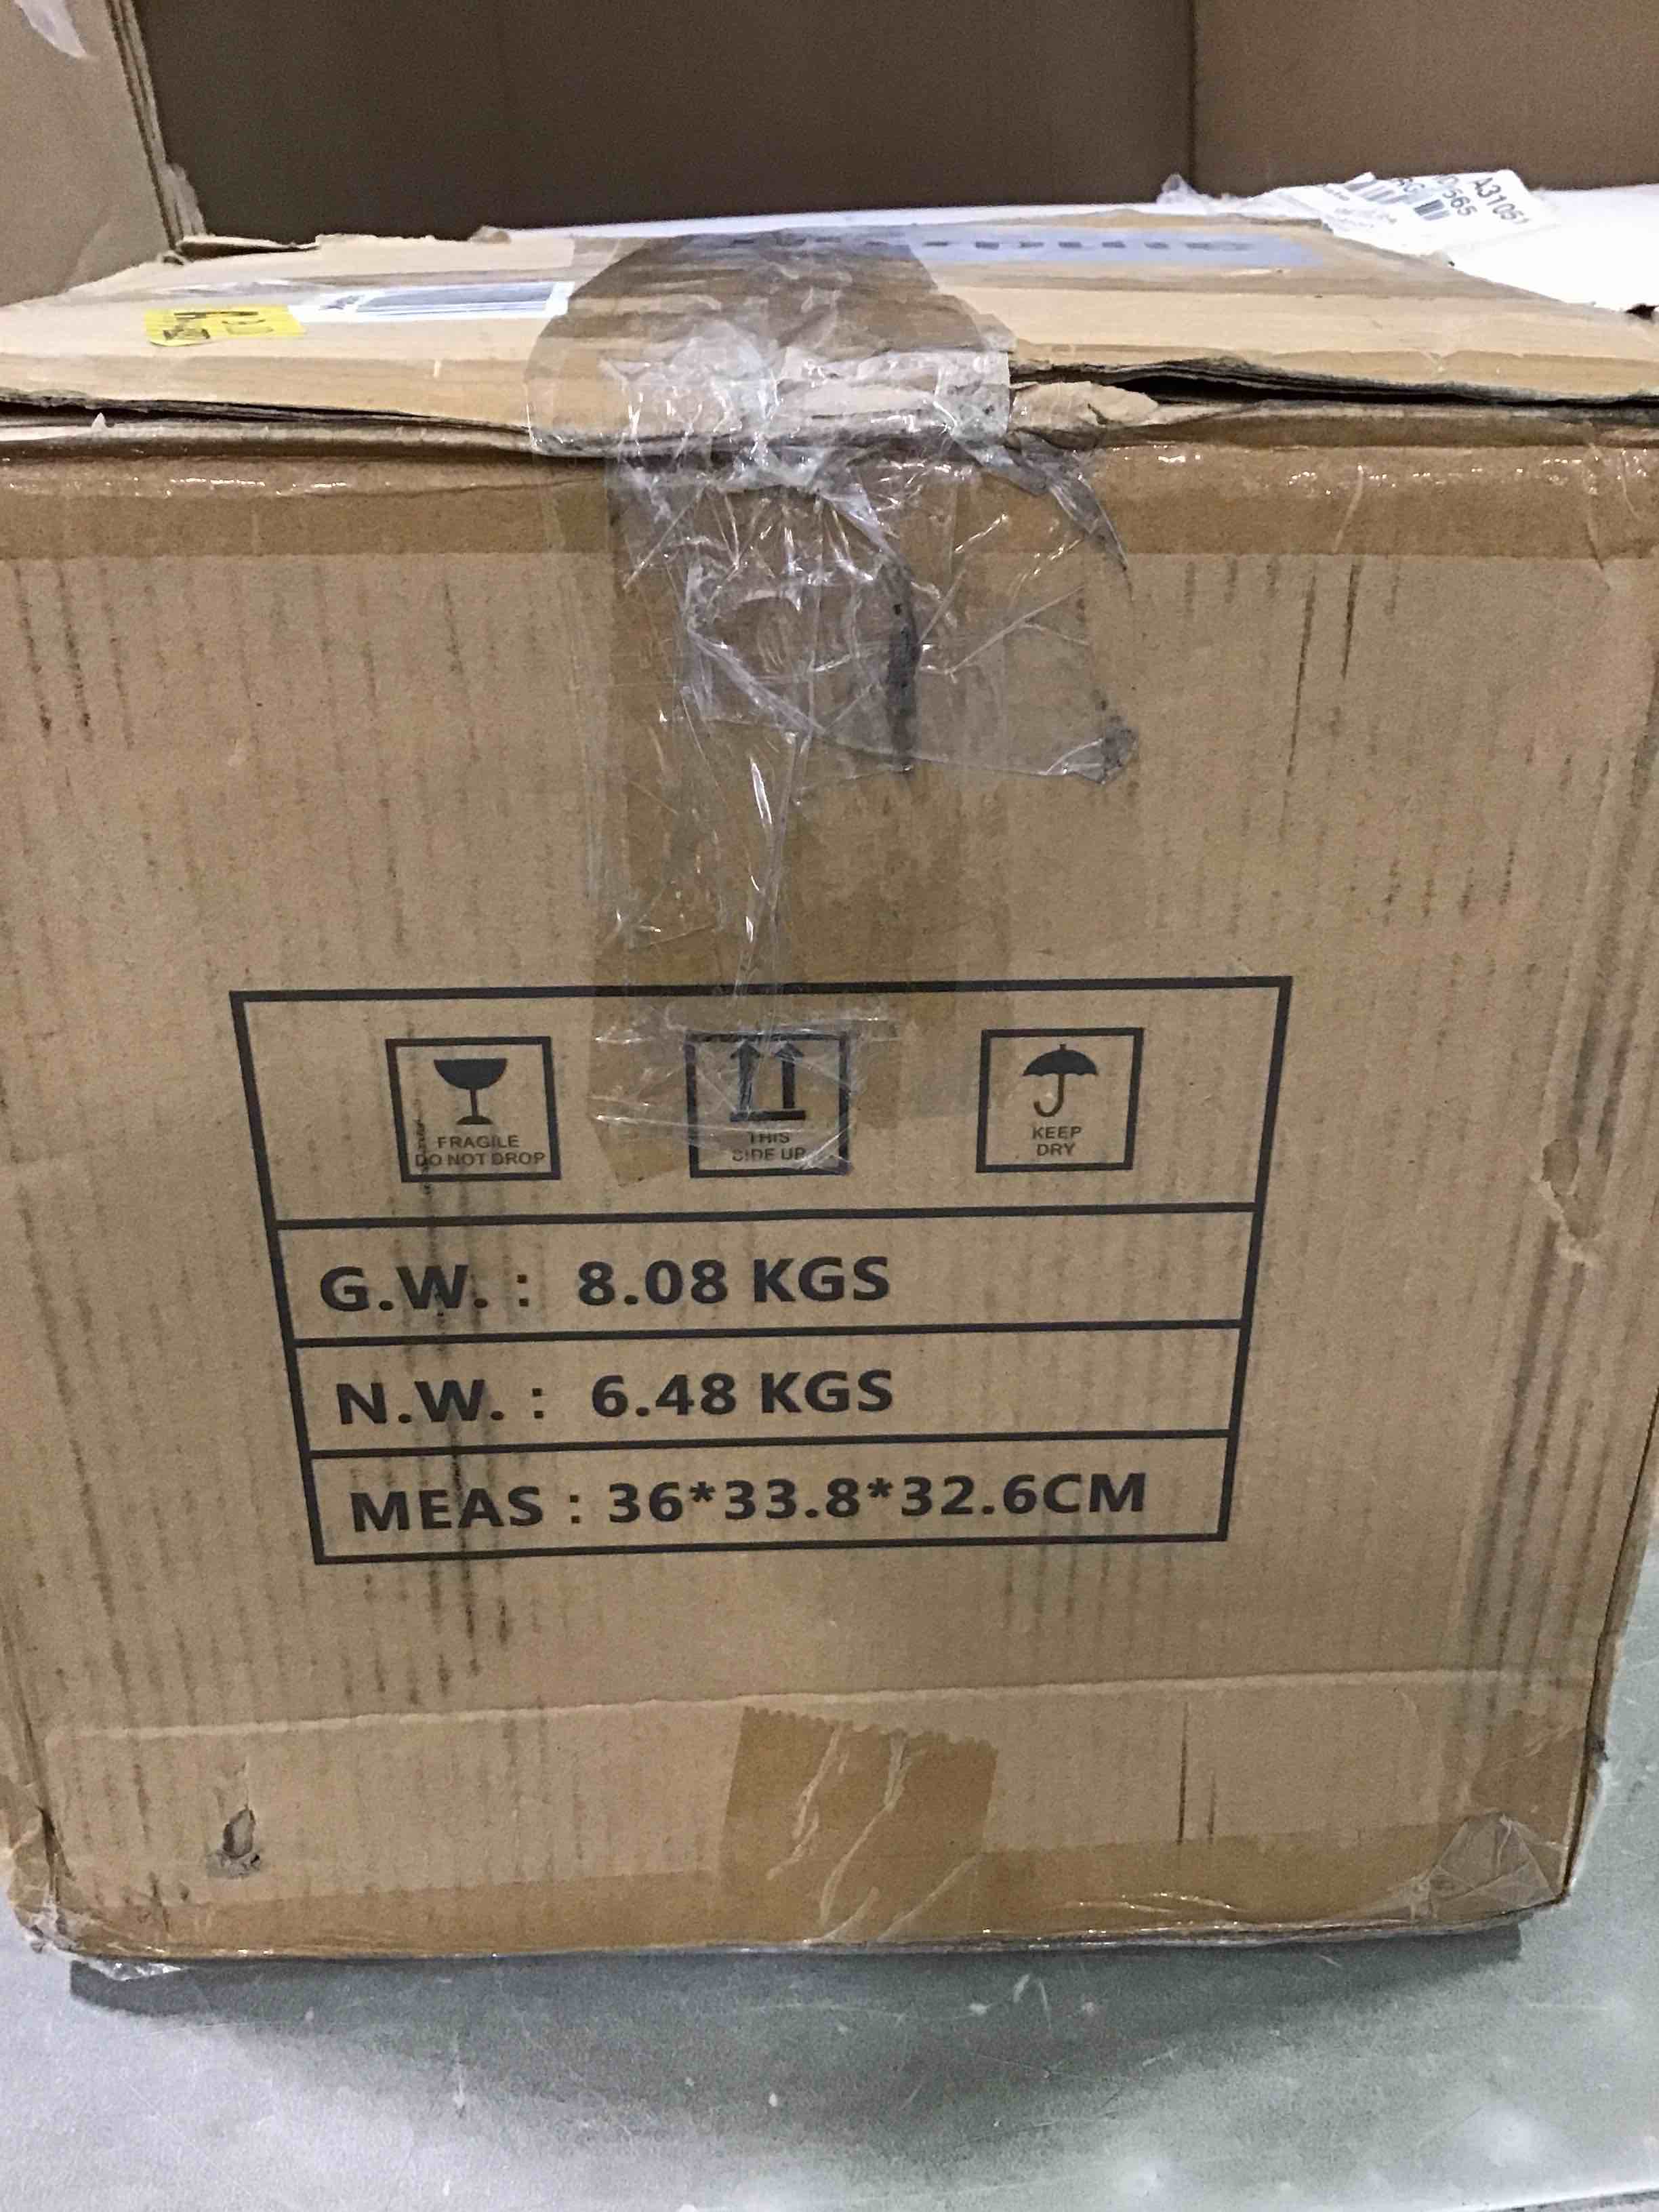 A31051
FRAGILE
DO NOT DROP
THIS
SIDE UP
KEEP
DRY
G.W. : 8.08 KGS
N.W. : 6.48 KGS
MEAS : 36*33.8*32.6CM